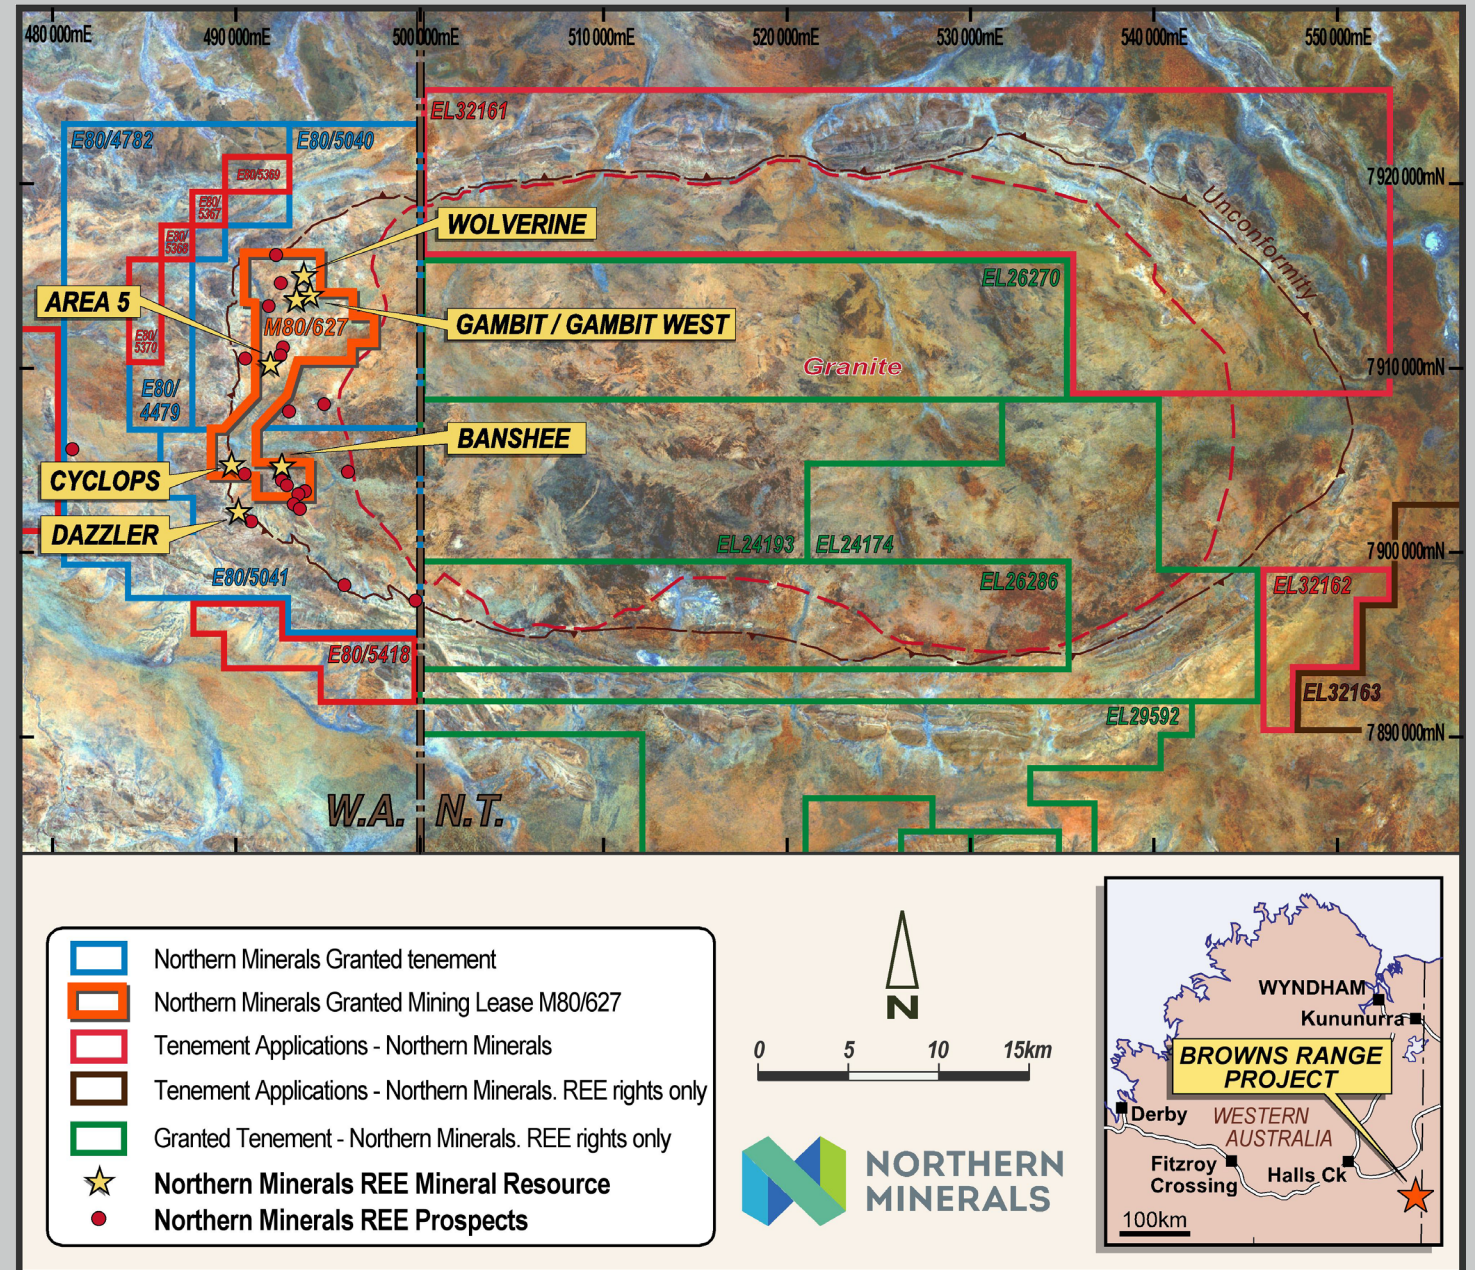 480 000mE
490 000mE
500 000mE
510 000mE
520 000mE
530 000mE
540 000mE
550 000mE
EL32161
E80/4782
E80/5040
E80/5369
7 920 000mN
E80/
5367
Unconformity
WOLVERINE
E80/
5368
EL26270
AREA 5
GAMBIT / GAMBIT WEST
M80/627
E80/
5370
Granite
7 910 000mN
E80/
4479
BANSHEE
CYCLOPS
DAZZLER
EL24193
EL24174
7 900 000mN
E80/5041
EL26286
EL32162
E80/5418
EL32163
EL29592
7 890 000mN
W.A.
N.T.
Northern Minerals Granted tenement
Northern Minerals Granted Mining Lease M80/627
Tenement Applications - Northern Minerals
Tenement Applications - Northern Minerals. REE rights only
Granted Tenement - Northern Minerals. REE rights only
Northern Minerals REE Mineral Resource
Northern Minerals REE Prospects
N
0
5
10
15km
NORTHERN
MINERALS
WYNDHAM
Kununurra
BROWNS RANGE
PROJECT
Derby
WESTERN
AUSTRALIA
Fitzroy
Crossing
Halls Ck
100km